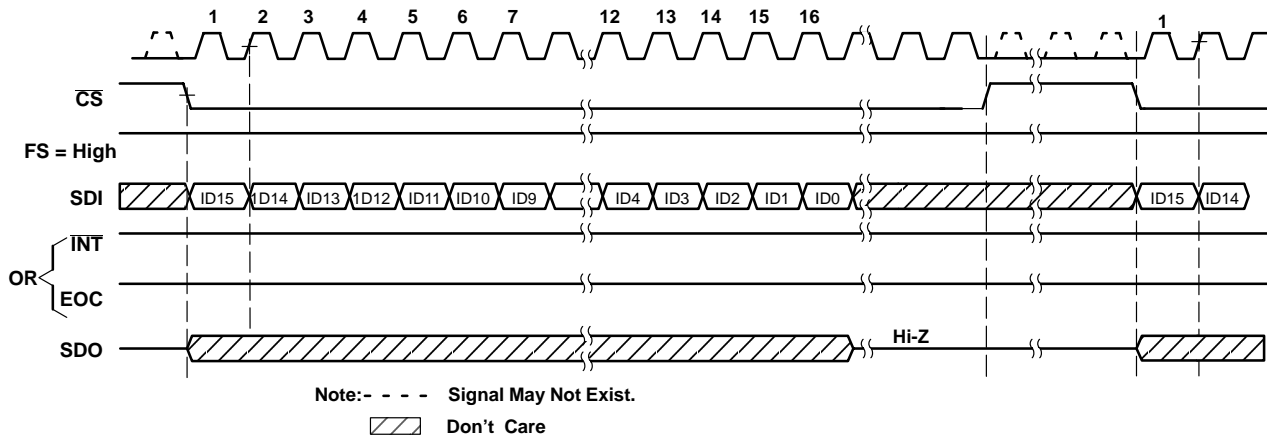 1 2 3 4 5 6 7 12 13 14 15 16 1
CS
FS = High
SDI ID15 1D14 ID13 1D12 ID11 ID10 ID9 ID4 ID3 ID2 ID1 ID0 ID15 ID14
INT
OR
EOC
SDO Hi-Z
Note:- - - - Signal May Not Exist.
Don't Care